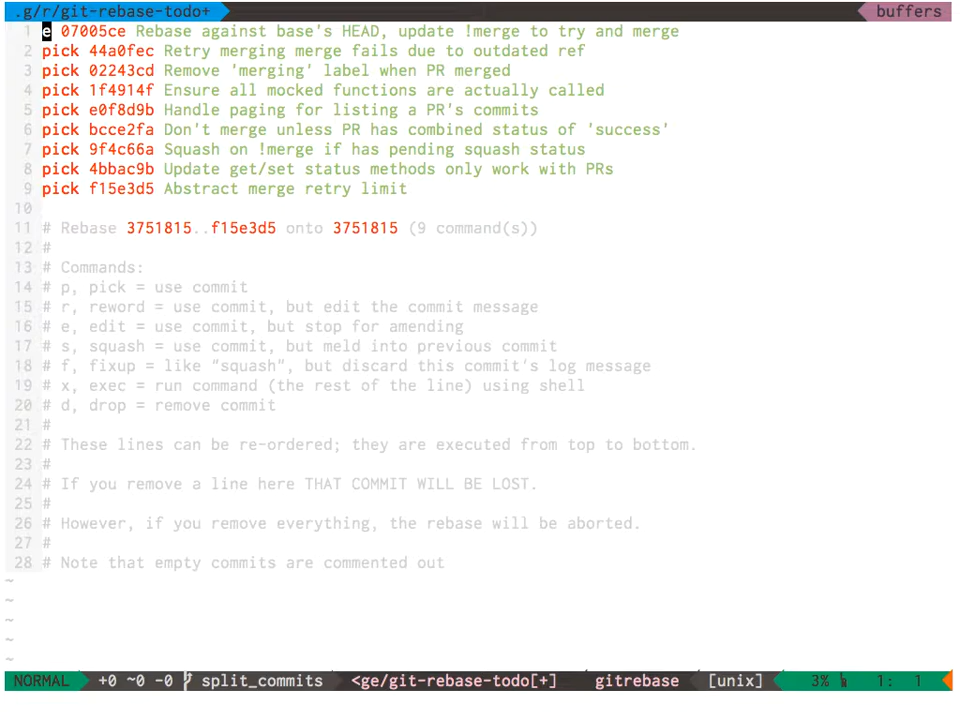 .g/r/git-rebase-todo+ buffers
1 e 07005ce Rebase against base's HEAD, update !merge to try and merge
2 pick 44a0fec Retry merging merge fails due to outdated ref
3 pick 02243cd Remove 'merging' label when PR merged
4 pick 1f4914f Ensure all mocked functions are actually called
5 pick e0f8d9b Handle paging for listing a PR's commits
6 pick bcce2fa Don't merge unless PR has combined status of 'success'
7 pick 9f4c66a Squash on !merge if has pending squash status
8 pick 4bbac9b Update get/set status methods only work with PRs
9 pick f15e3d5 Abstract merge retry limit
10
11 # Rebase 3751815..f15e3d5 onto 3751815 (9 command(s))
12 #
13 # Commands:
14 # p, pick = use commit
15 # r, reword = use commit, but edit the commit message
16 # e, edit = use commit, but stop for amending
17 # s, squash = use commit, but meld into previous commit
18 # f, fixup = like "squash", but discard this commit's log message
19 # x, exec = run command (the rest of the line) using shell
20 # d, drop = remove commit
21 #
22 # These lines can be re-ordered; they are executed from top to bottom.
23 #
24 # If you remove a line here THAT COMMIT WILL BE LOST.
25 #
26 # However, if you remove everything, the rebase will be aborted.
27 #
28 # Note that empty commits are commented out
~
~
~
~
~
NORMAL +0 ~0 -0 split_commits <ge/git-rebase-todo[+] gitrebase [unix] 3% 1: 1